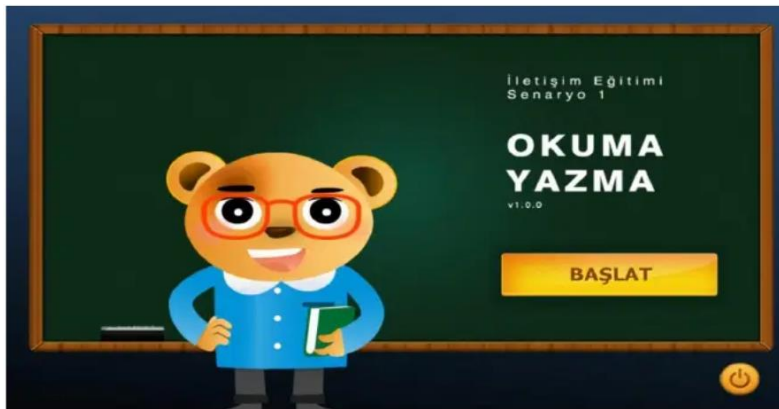 İletişim Eğitimi
Senaryo 1
OKUMA
YAZMA
v1.0.0
BAŞLAT